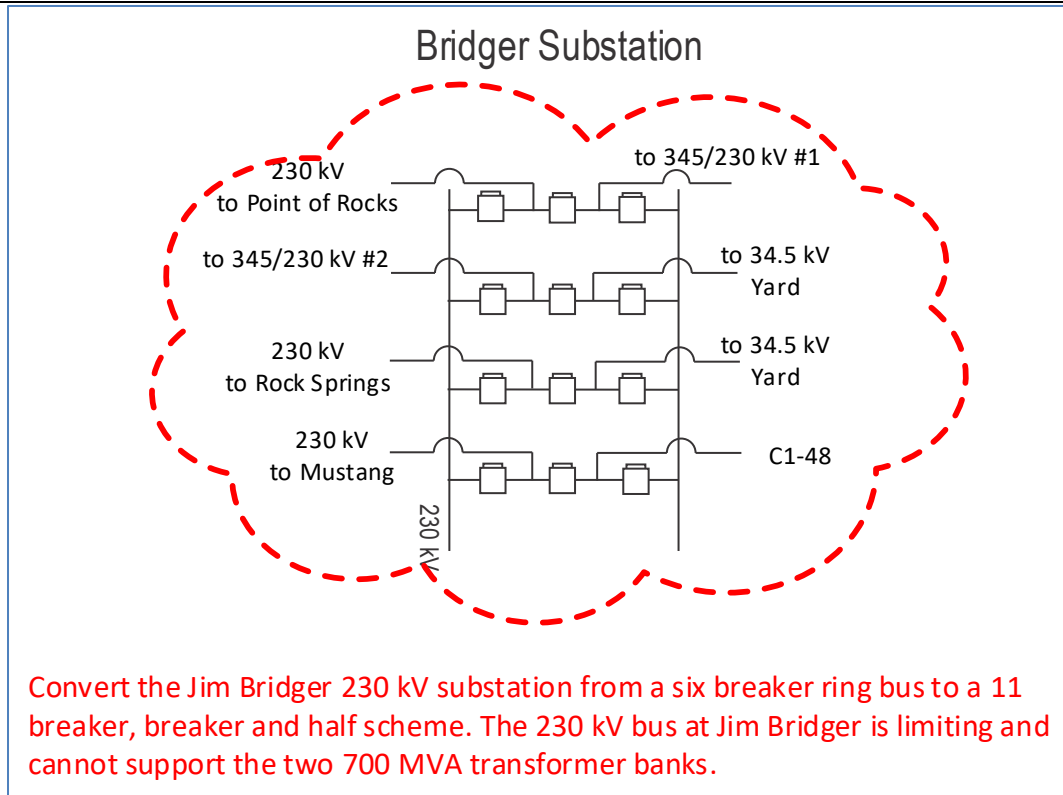 Bridger Substation
230 kV
to Point of Rocks
to 345/230 kV #1
to 345/230 kV #2
to 34.5 kV
Yard
230 kV
to Rock Springs
to 34.5 kV
Yard
230 kV
to Mustang
C1-48
230 kV
Convert the Jim Bridger 230 kV substation from a six breaker ring bus to a 11
breaker, breaker and half scheme. The 230 kV bus at Jim Bridger is limiting and
cannot support the two 700 MVA transformer banks.